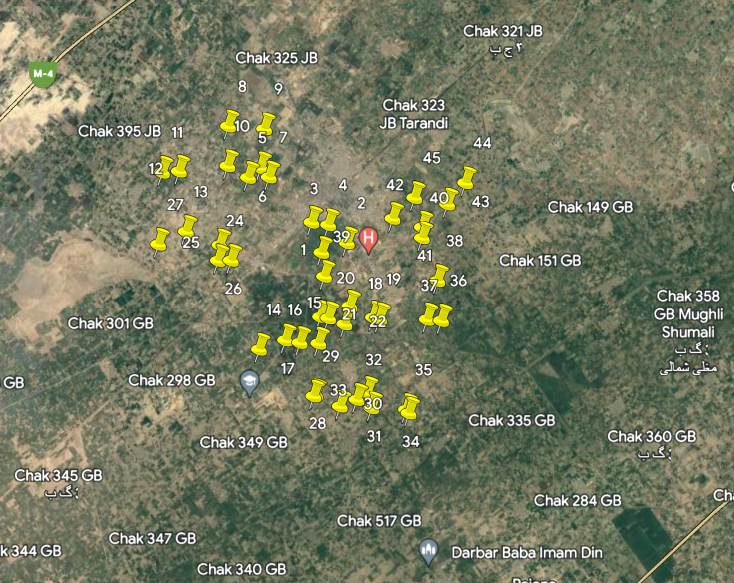 Chak 321 JB
Chak 325 JB
8
9
M-4
Chak 323
JB Tarandi
Chak 395 JB
11
10
5
7
44
45
12
13
6
3
4
42
40
43
2
Chak 149 GB
27
24
25
1
39
38
41
Chak 151 GB
26
20
18
19
37
36
Chak 358
GB Mughli
Shumali
گ ب
مغلی شمالی
14
16
15
21
22
Chak 301 GB
29
17
32
35
GB
Chak 298 GB
33
30
28
Chak 335 GB
31
34
Chak 349 GB
Chak 360 GB
گ ب
Chak 345 GB
گ ب
Chak 284 GB
Cha
Chak 517 GB
Chak 347 GB
k 344 GB
Darbar Baba Imam Din
Chak 340 GB
H